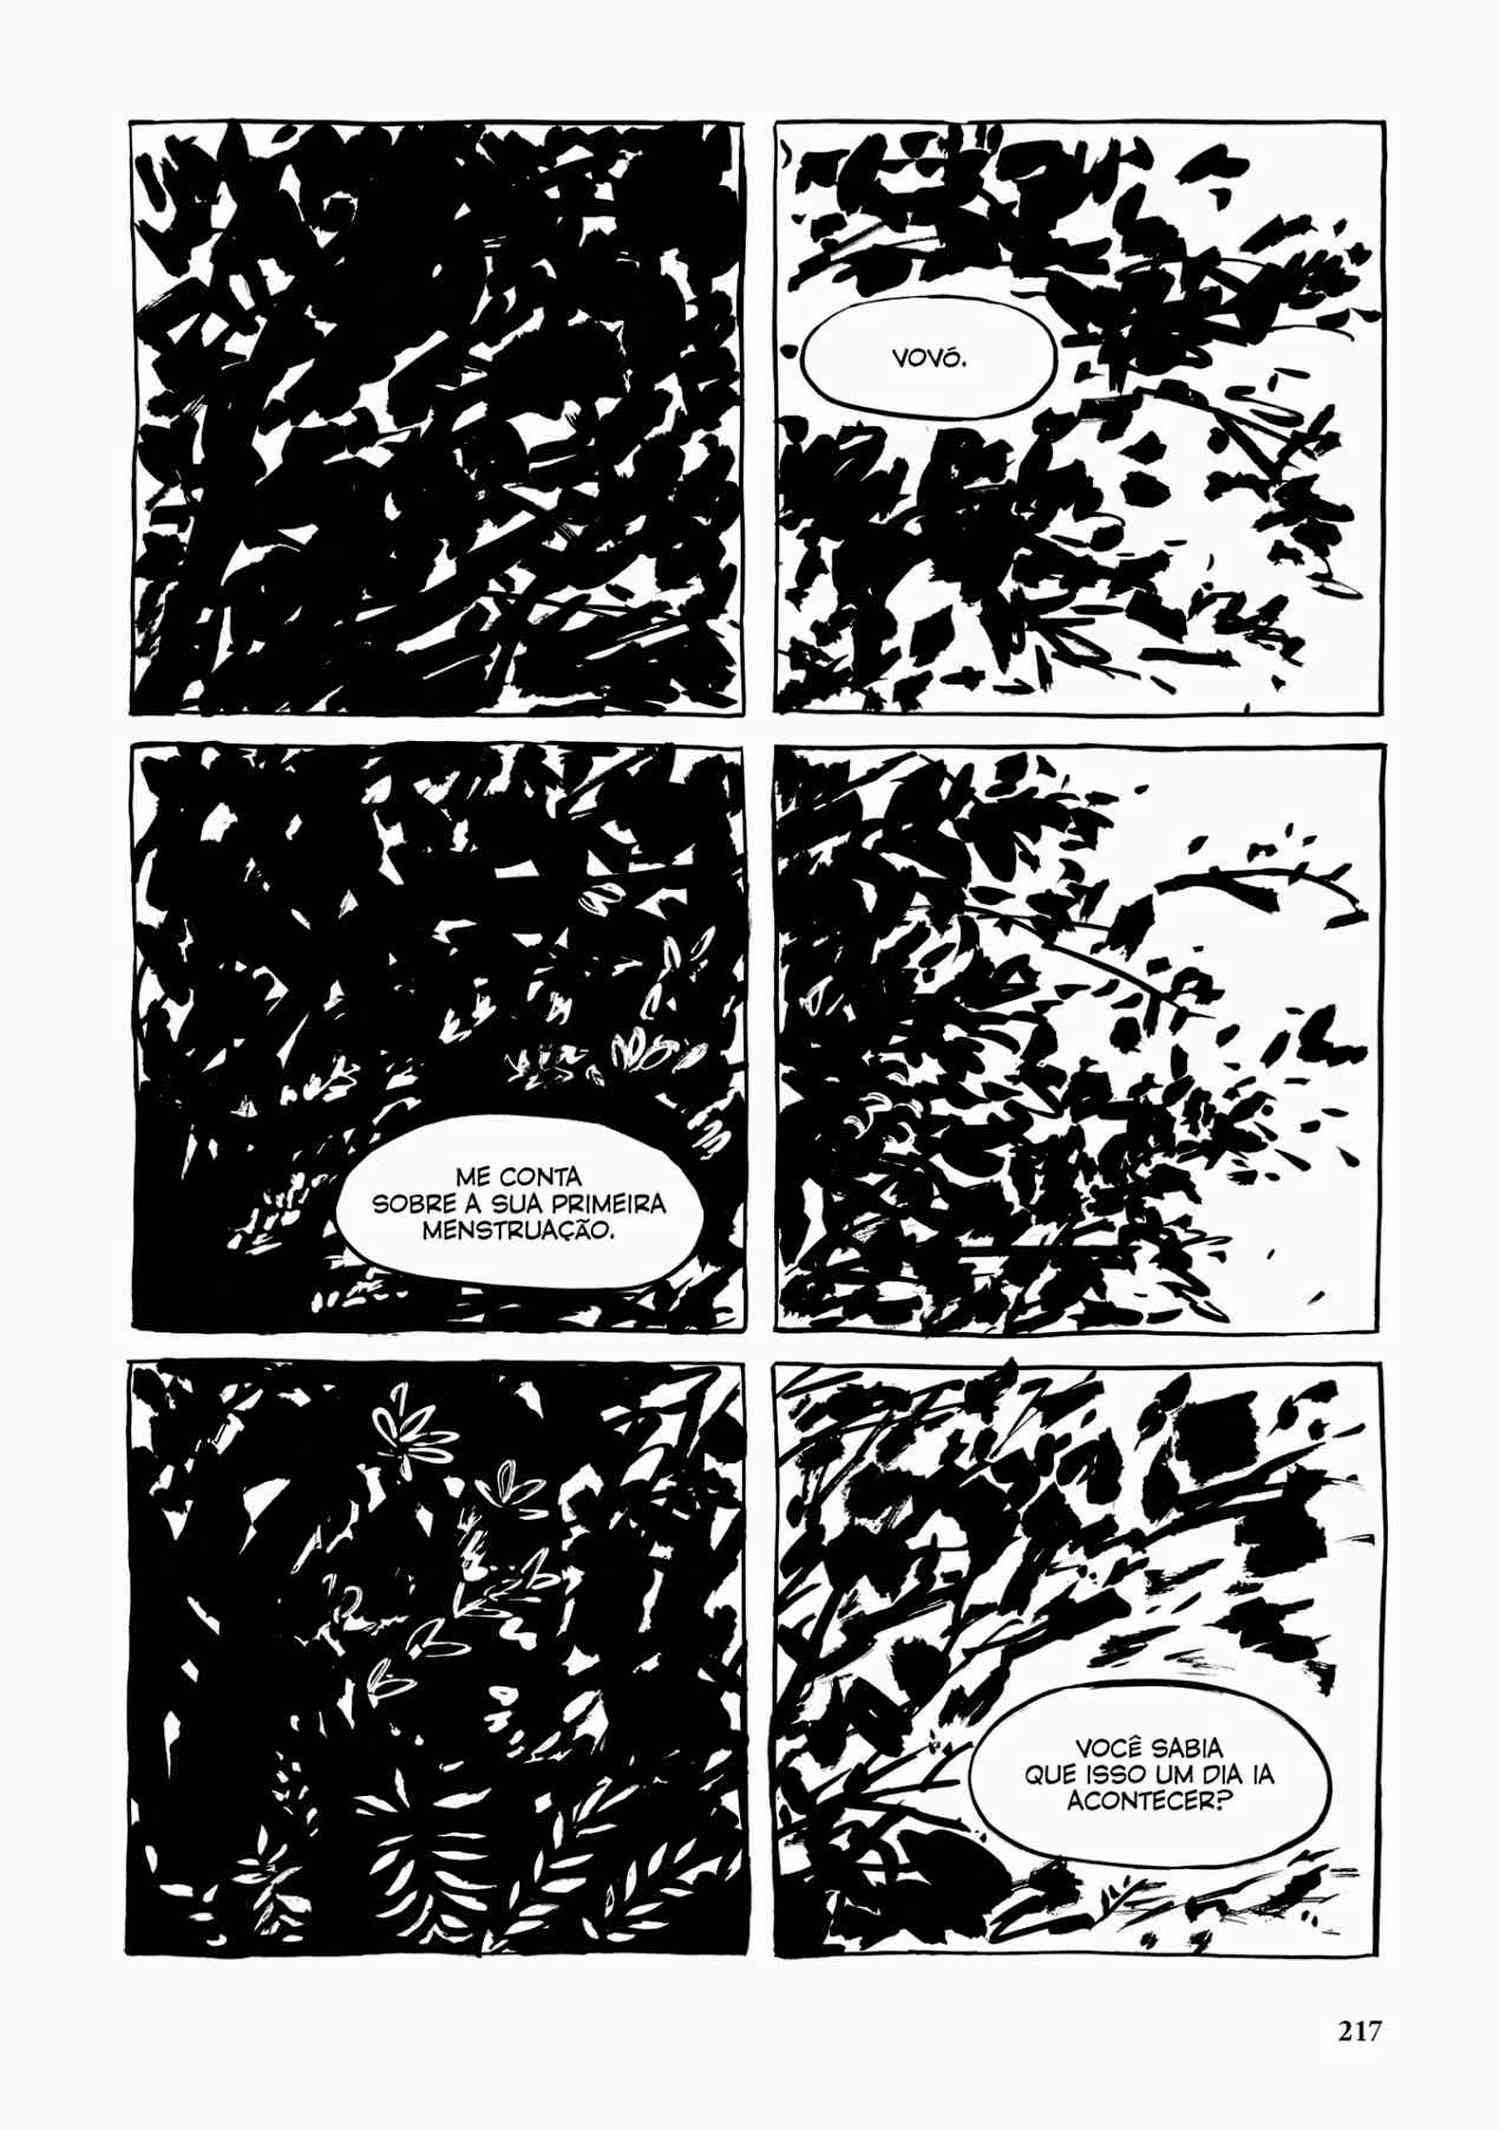 VOVÓ.
ME CONTA
SOBRE A SUA PRIMEIRA
MENSTRUAÇÃO.
VOCÊ SABIA
QUE ISSO UM DIA IA
ACONTECER?
217